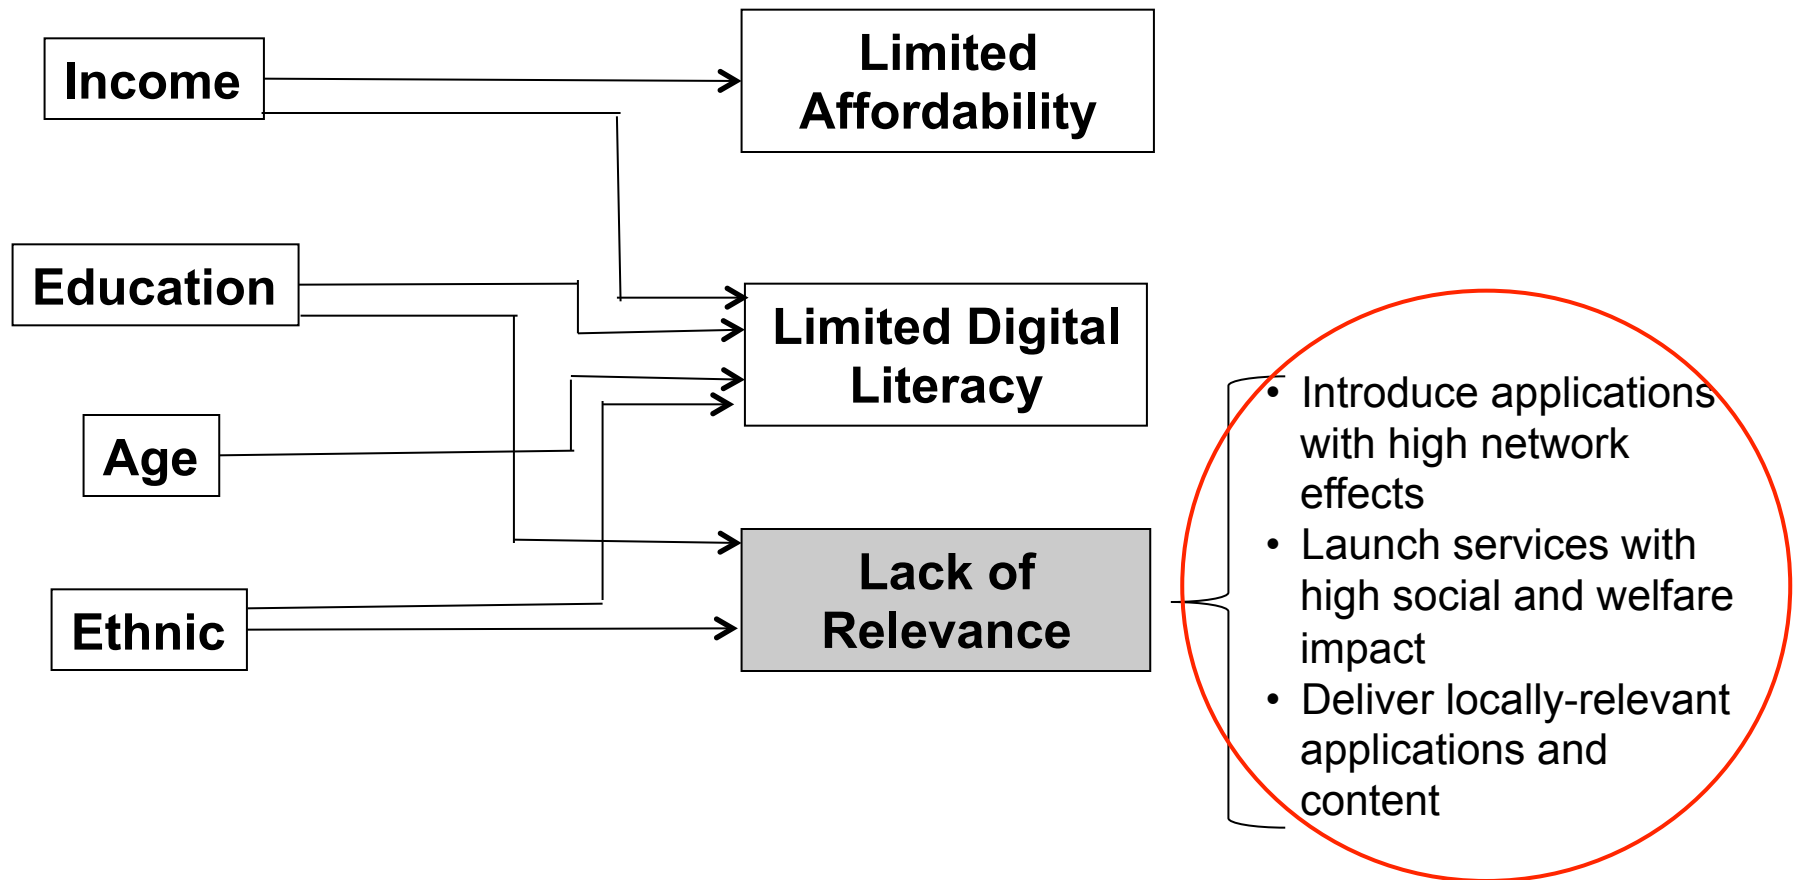 Income
Limited
Affordability
Education
Limited Digital
Literacy
Age
Ethnic
Lack of
Relevance
• Introduce applications
with high network
effects
• Launch services with
high social and welfare
impact
• Deliver locally-relevant
applications and
content